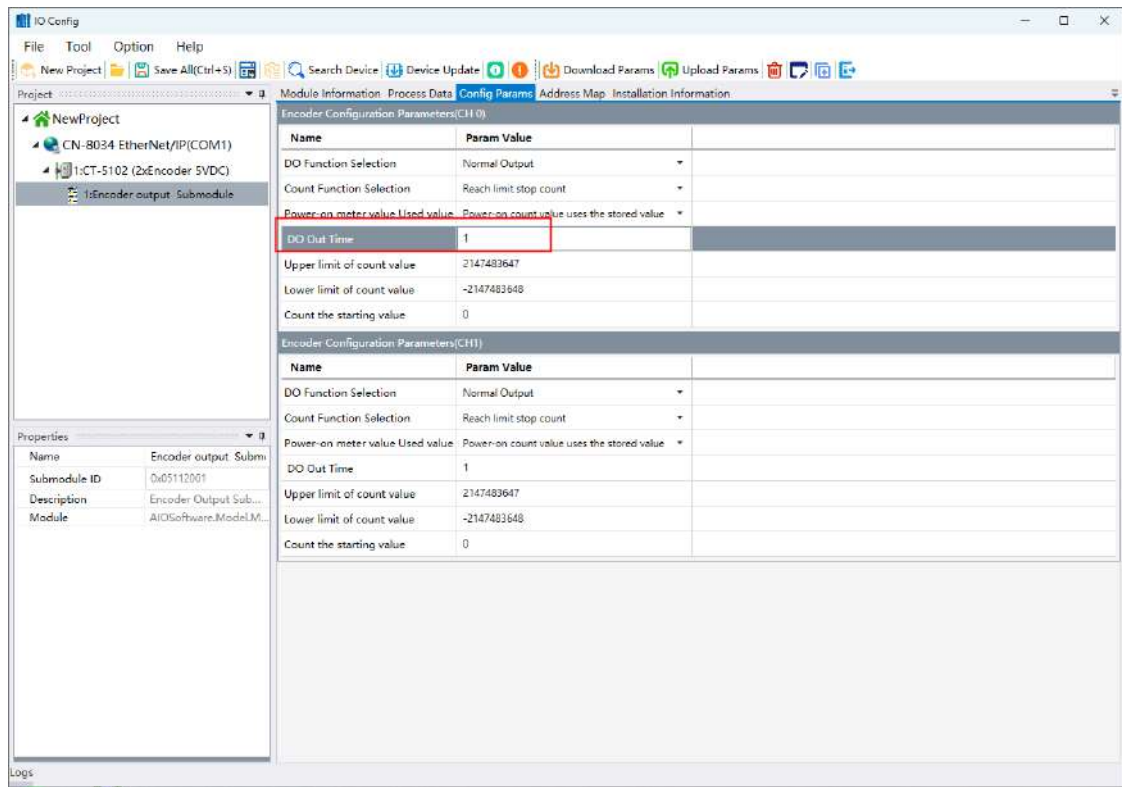 IO Config
File Tool Option Help
New Project Save All(Ctrl+S) Search Device Device Update Download Params Upload Params
Project
NewProject
CN-8034 EtherNet/IP(COM1)
1:CT-5102 (2xEncoder 5VDC)
1:Encoder output Submodule
Module Information Process Data Config Params Address Map Installation Information
Encoder Configuration Parameters(CH 0)
Name Param Value
DO Function Selection Normal Output
Count Function Selection Reach limit stop count
Power-on meter value Used value Power-on count value uses the stored value
DO Out Time 1
Upper limit of count value 2147483647
Lower limit of count value -2147483648
Count the starting value 0
Encoder Configuration Parameters(CH1)
Name Param Value
DO Function Selection Normal Output
Count Function Selection Reach limit stop count
Power-on meter value Used value Power-on count value uses the stored value
DO Out Time 1
Upper limit of count value 2147483647
Lower limit of count value -2147483648
Count the starting value 0
Properties
Name Encoder output Subm
Submodule ID 0x05112001
Description Encoder Output Sub...
Module AIOSoftware.Model.M...
Logs